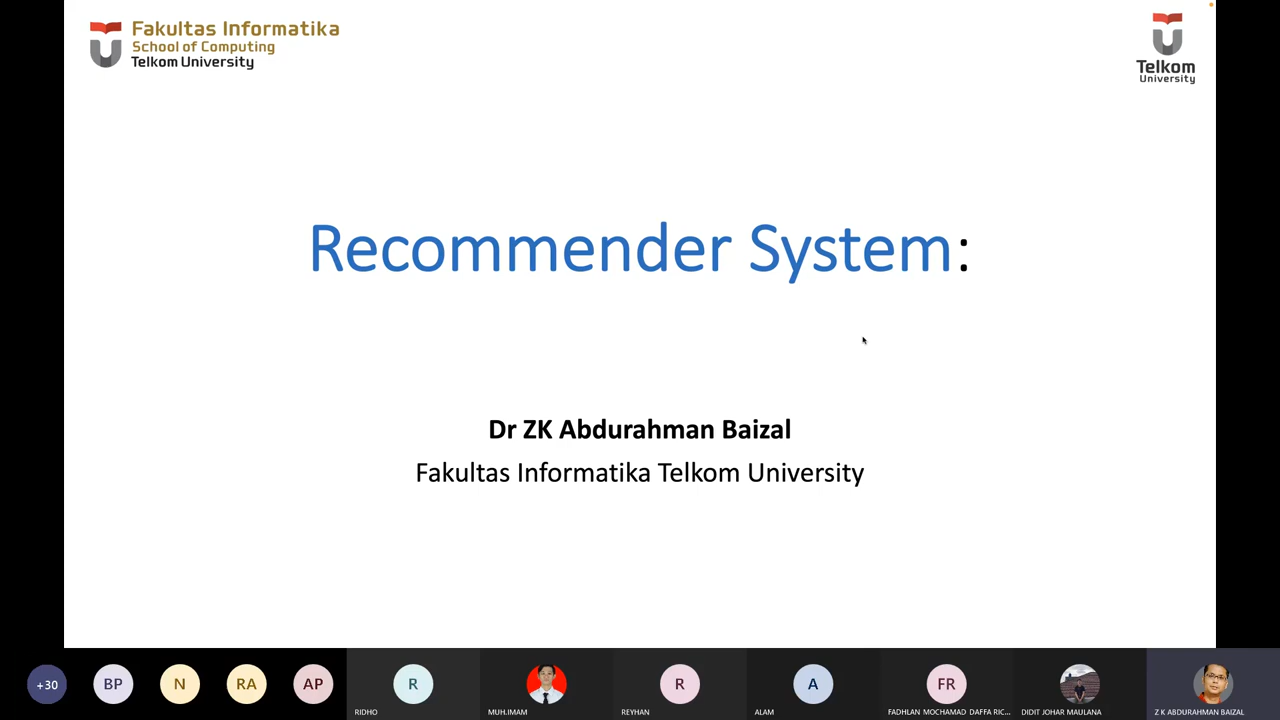 Fakultas Informatika
School of Computing
Telkom University
Telkom
University
Recommender System:
Dr ZK Abdurahman Baizal
Fakultas Informatika Telkom University
+30
BP
N
RA
AP
R
RIDHO
MUH.IMAM
R
REYHAN
A
ALAM
FR
FADHLAN MOCHAMAD DAFFA RIC...
DIDIT JOHAR MAULANA
Z K ABDURAHMAN BAIZAL